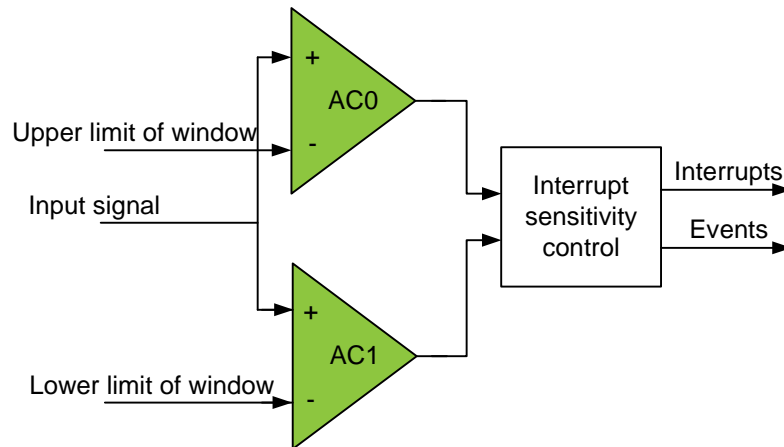 +
AC0
Upper limit of window
-
Input signal
Interrupt
sensitivity
control
Interrupts
Events
+
AC1
Lower limit of window
-